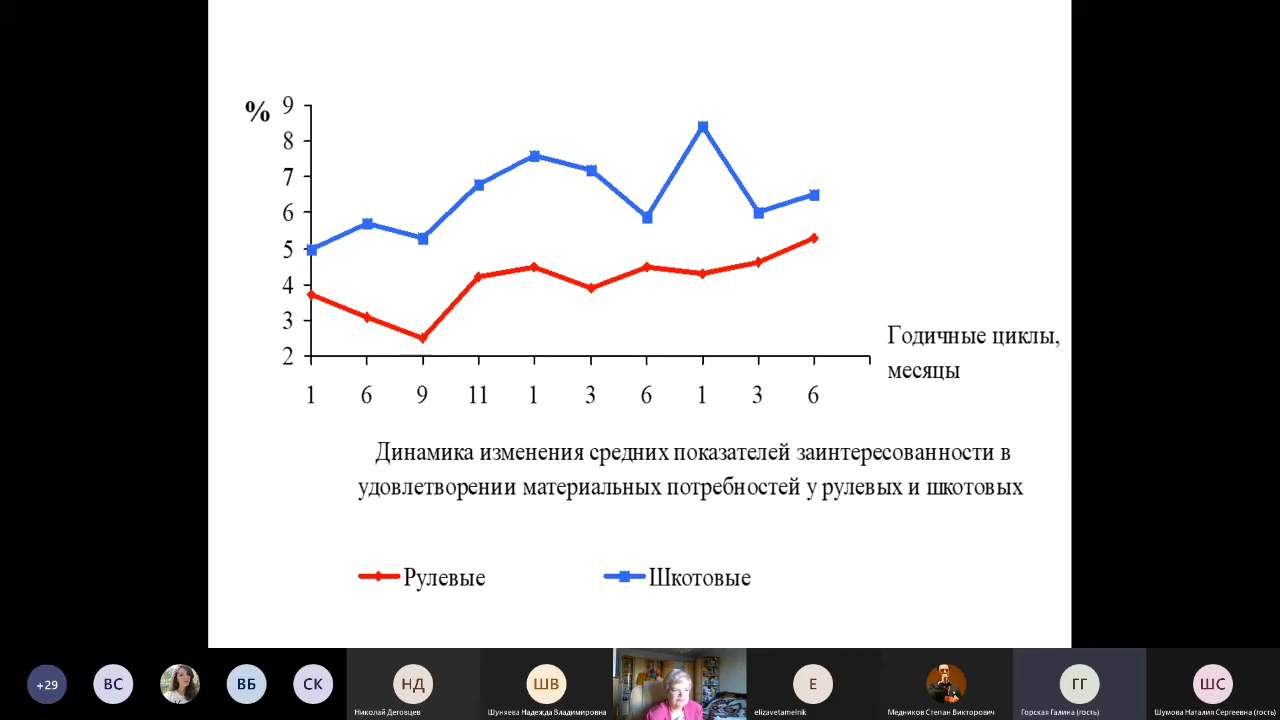 %
9
8
7
6
5
4
3
2
1 6 9 11 1 3 6 1 3 6
Годичные циклы,
месяцы
Динамика изменения средних показателей заинтересованности в
удовлетворении материальных потребностей у рулевых и шкотовых
Рулевые Шкотовые
+29 ВС ВБ СК НД ШВ Е ГГ ШС
Николай Деговцев Шуняева Надежда Владимировна elizavetamelnik Медников Степан Викторович Горская Галина (гость) Шумова Наталия Сергеевна (гость)